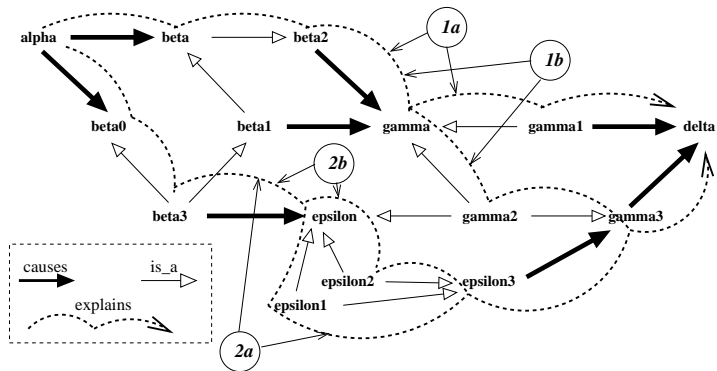 1a
alpha beta beta2
1b
beta0 beta1 gamma gamma1 delta
2b
beta3 epsilon gamma2 gamma3
causes is_a
epsilon2 epsilon3
explains
epsilon1
2a